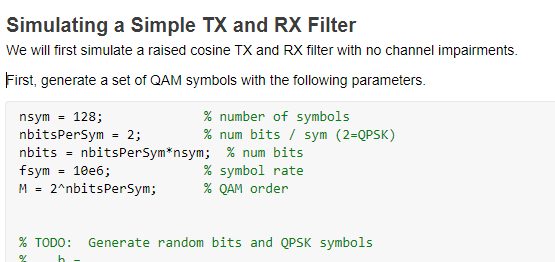 Simulating a Simple TX and RX Filter
We will first simulate a raised cosine TX and RX filter with no channel impairments.
First, generate a set of QAM symbols with the following parameters.
nsym = 128; % number of symbols
nbitsPerSym = 2; % num bits / sym (2=QPSK)
nbits = nbitsPerSym*nsym; % num bits
fsym = 10e6; % symbol rate
M = 2^nbitsPerSym; % QAM order
% TODO: Generate random bits and QPSK symbols